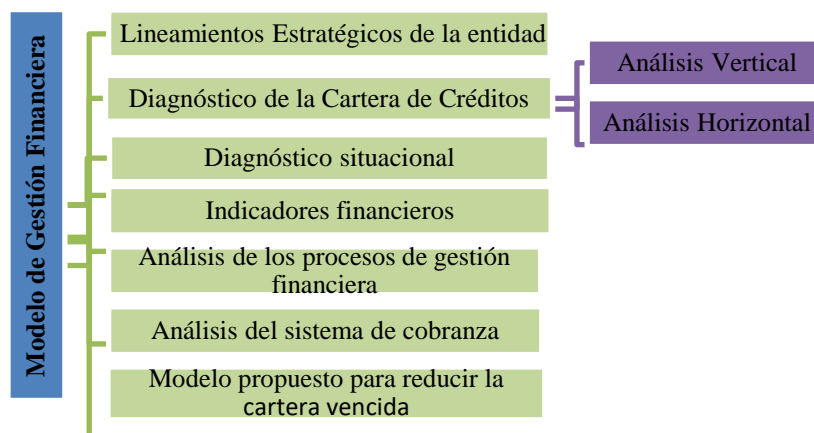 Modelo de Gestión Financiera
Lineamientos Estratégicos de la entidad
Diagnóstico de la Cartera de Créditos
Análisis Vertical
Análisis Horizontal
Diagnóstico situacional
Indicadores financieros
Análisis de los procesos de gestión
financiera
Análisis del sistema de cobranza
Modelo propuesto para reducir la
cartera vencida